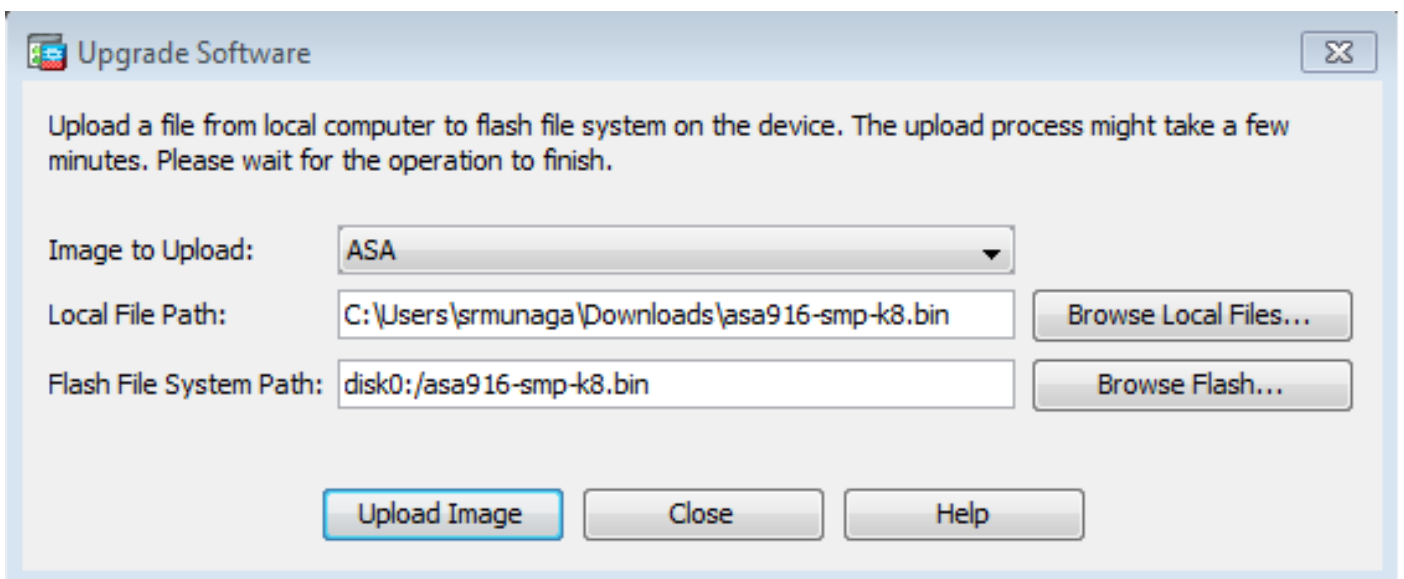 Upgrade Software
Upload a file from local computer to flash file system on the device. The upload process might take a few
minutes. Please wait for the operation to finish.
Image to Upload: ASA
Local File Path: C:\Users\srmunaga\Downloads\asa916-smp-k8.bin Browse Local Files...
Flash File System Path: disk0:/asa916-smp-k8.bin Browse Flash...
Upload Image Close Help